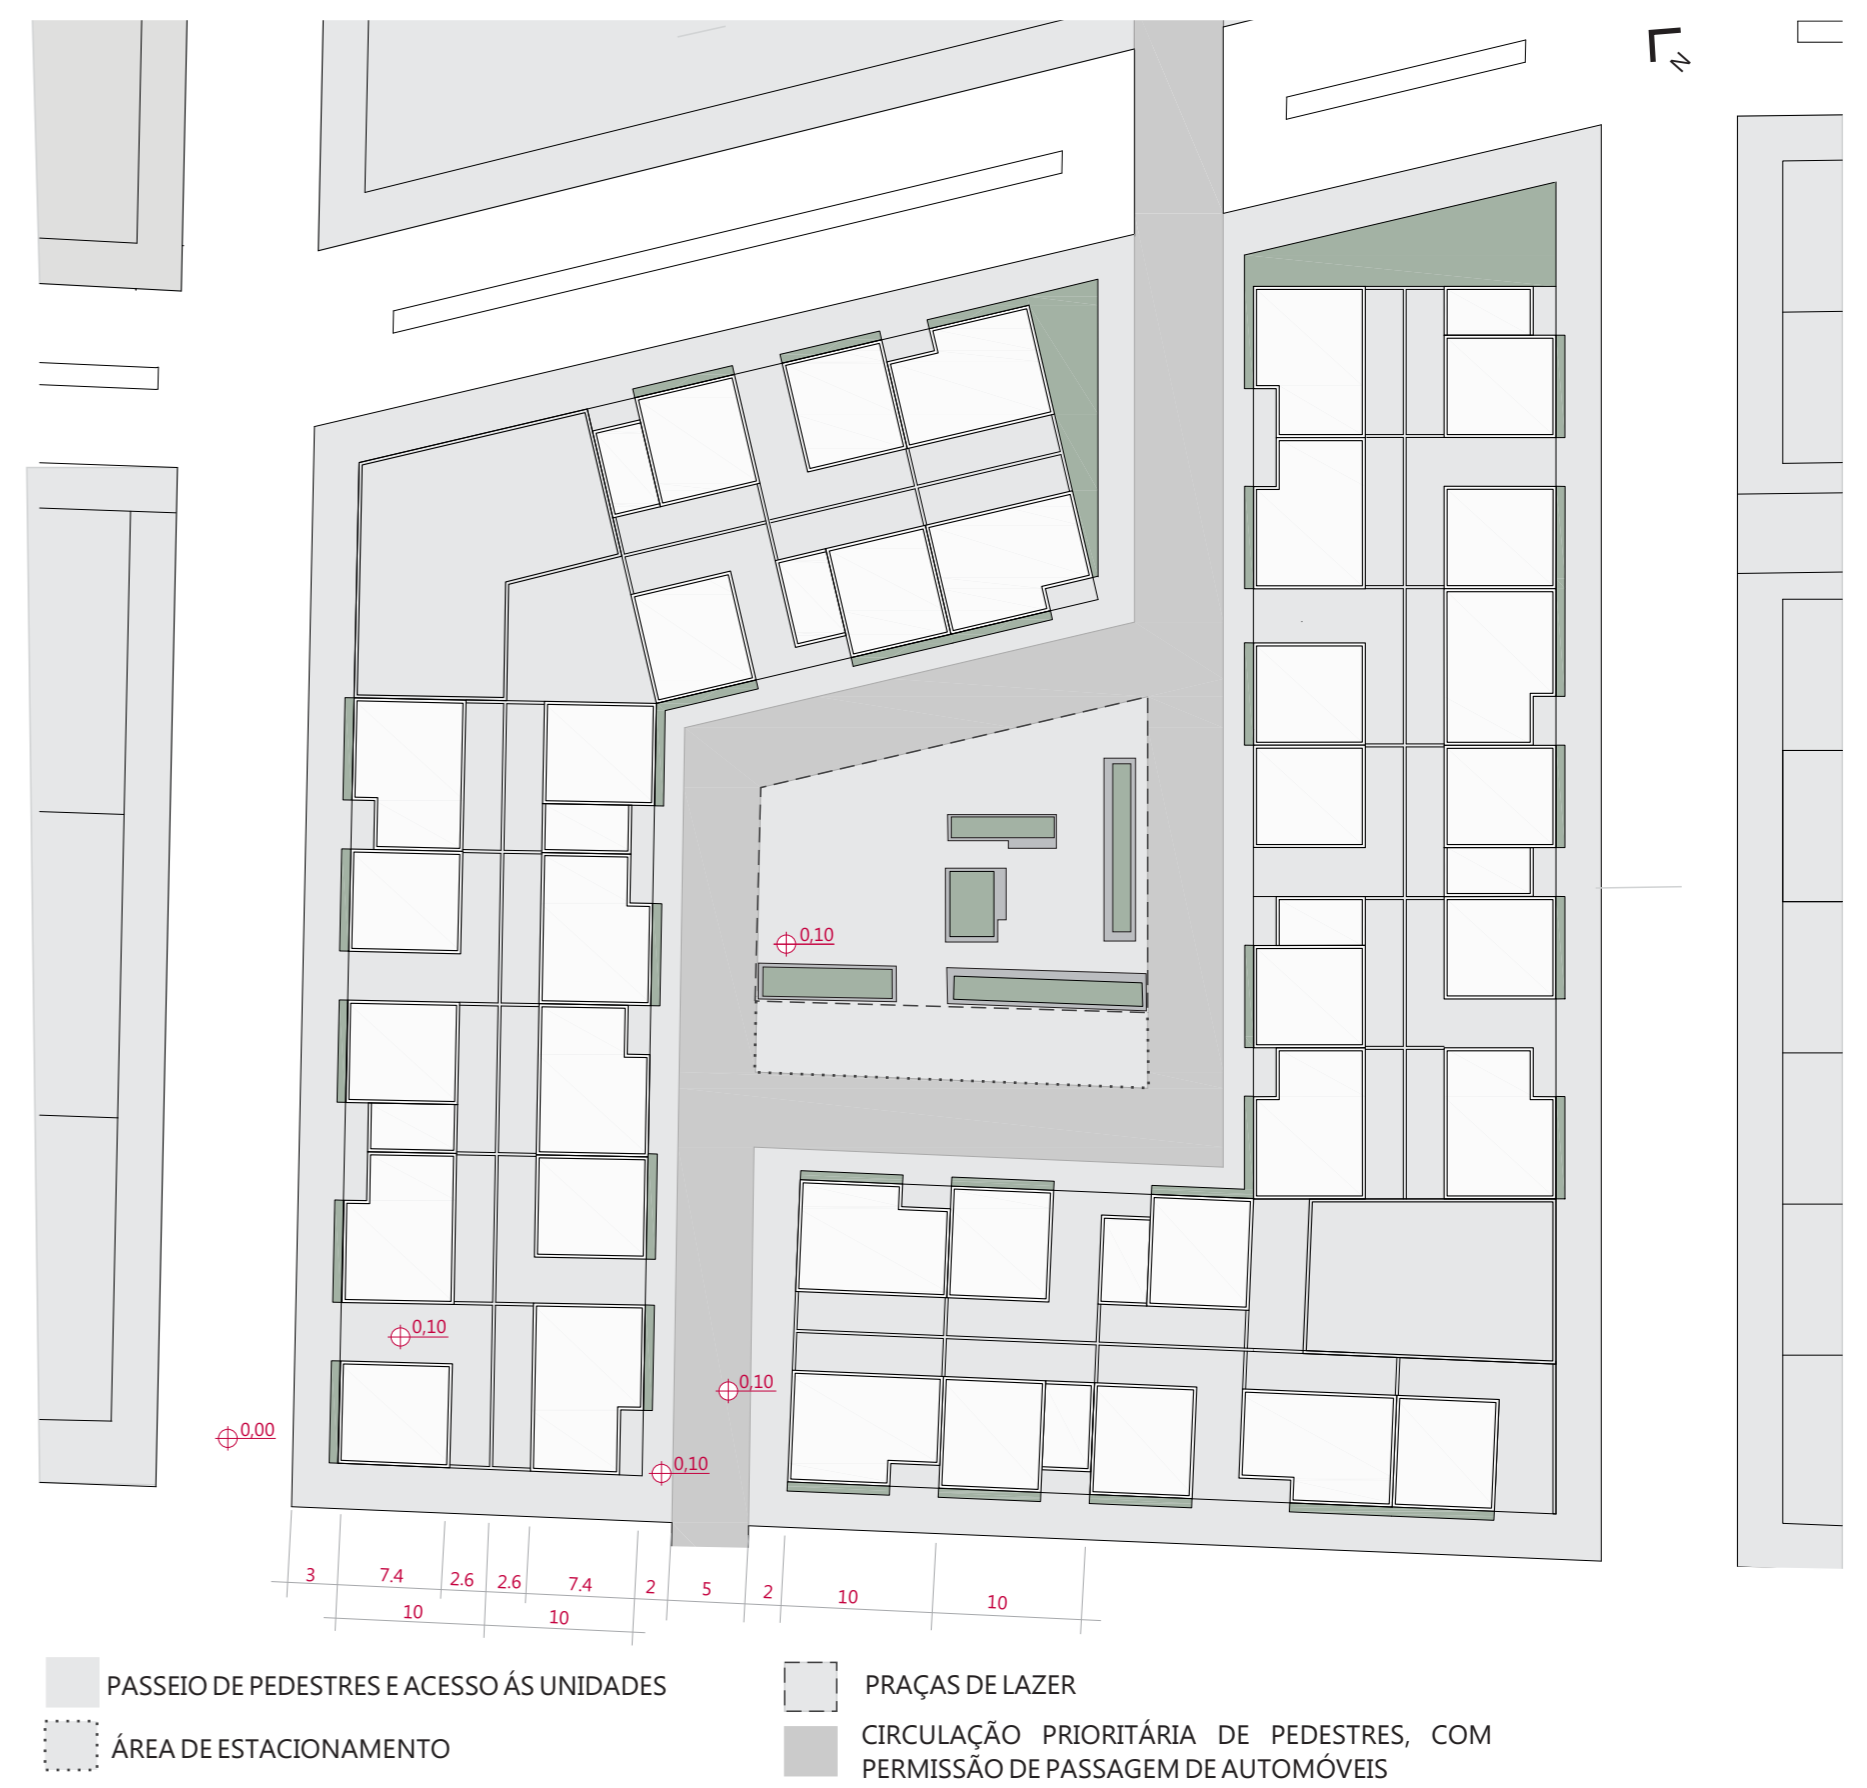 N
0,10
0,10
0,10
0,00
0,10
3 7.4 2.6 2.6 7.4 2 5 2 10 10
10 10
PASSEIO DE PEDESTRES E ACESSO ÁS UNIDADES
ÁREA DE ESTACIONAMENTO
PRAÇAS DE LAZER
CIRCULAÇÃO PRIORITÁRIA DE PEDESTRES, COM
PERMISSÃO DE PASSAGEM DE AUTOMÓVEIS